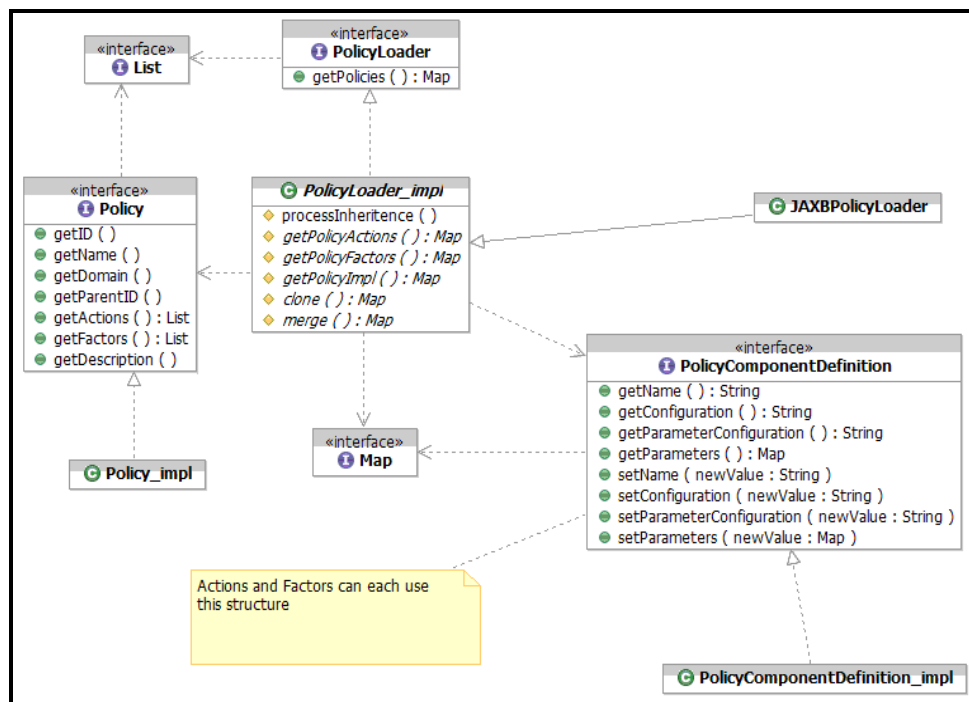 «interface»
List
«interface»
PolicyLoader
getPolicies ( ) : Map
«interface»
Policy
getID ( )
getName ( )
getDomain ( )
getParentID ( )
getActions ( ) : List
getFactors ( ) : List
getDescription ( )
PolicyLoader_impl
processInheritence ( )
getPolicyActions ( ) : Map
getPolicyFactors ( ) : Map
getPolicyImpl ( ) : Map
clone ( ) : Map
merge ( ) : Map
JAXBPolicyLoader
«interface»
PolicyComponentDefinition
getName ( ) : String
getConfiguration ( ) : String
getParameterConfiguration ( ) : String
getParameters ( ) : Map
setName ( newValue : String )
setConfiguration ( newValue : String )
setParameterConfiguration ( newValue : String )
setParameters ( newValue : Map )
«interface»
Map
Policy_impl
Actions and Factors can each use
this structure
PolicyComponentDefinition_impl